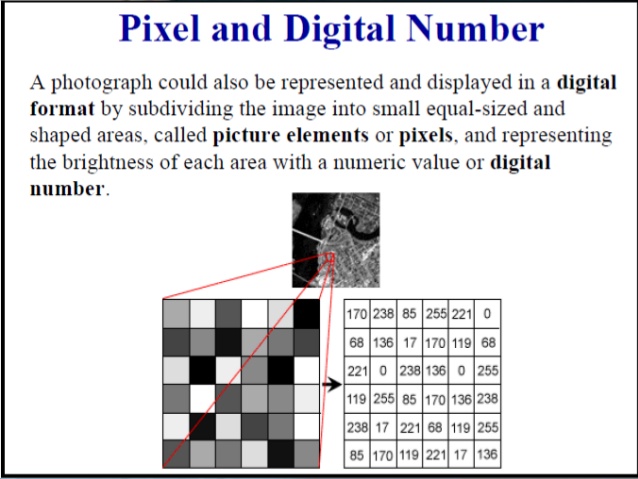 Pixel and Digital Number
A photograph could also be represented and displayed in a digital
format by subdividing the image into small equal-sized and
shaped areas, called picture elements or pixels, and representing
the brightness of each area with a numeric value or digital
number.
170 238 85 255 221 0
68 136 17 170 119 68
221 0 238 136 0 255
119 255 85 170 136 238
238 17 221 68 119 255
85 170 119 221 17 136